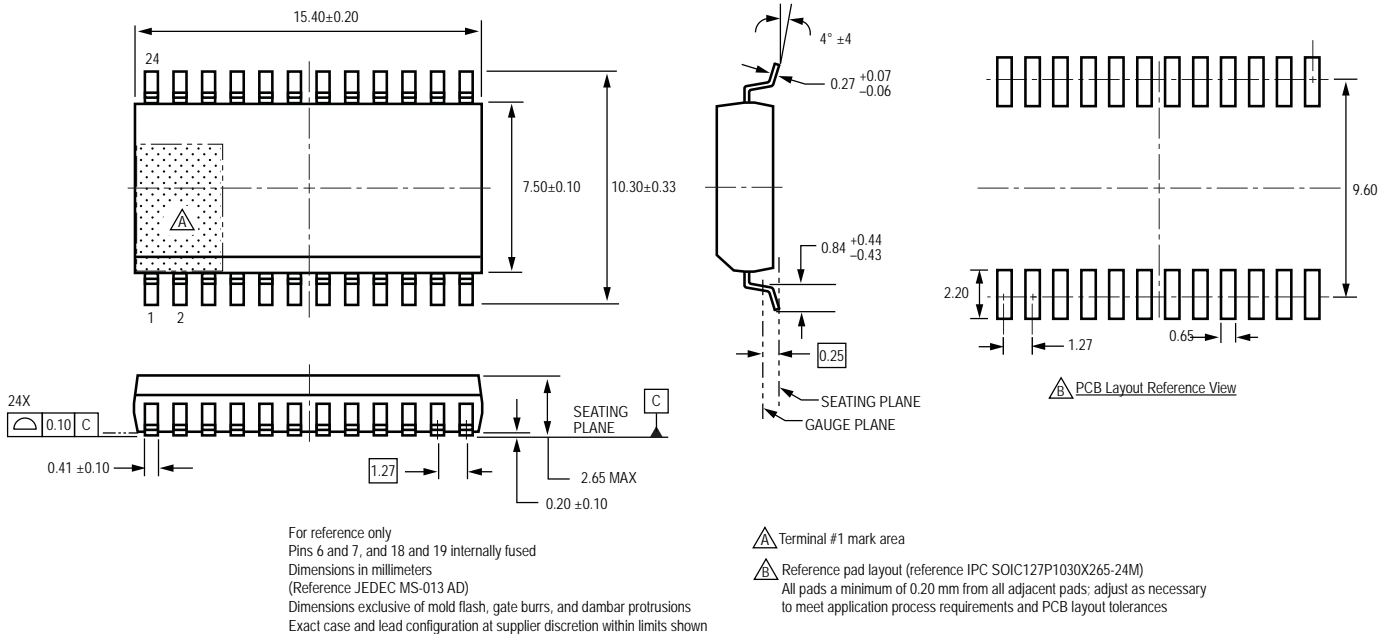 15.40±0.20
24
A
7.50±0.10
10.30±0.33
1 2
4° ±4
0.27 +0.07 –0.06
0.84 +0.44 –0.43
0.25
SEATING PLANE
GAUGE PLANE
9.60
2.20
1.27
0.65
B PCB Layout Reference View
24X
0.10 C
0.41 ±0.10
1.27
SEATING
PLANE
C
2.65 MAX
0.20 ±0.10
For reference only
Pins 6 and 7, and 18 and 19 internally fused
Dimensions in millimeters
(Reference JEDEC MS-013 AD)
Dimensions exclusive of mold flash, gate burrs, and dambar protrusions
Exact case and lead configuration at supplier discretion within limits shown
A Terminal #1 mark area
B Reference pad layout (reference IPC SOIC127P1030X265-24M)
All pads a minimum of 0.20 mm from all adjacent pads; adjust as necessary
to meet application process requirements and PCB layout tolerances